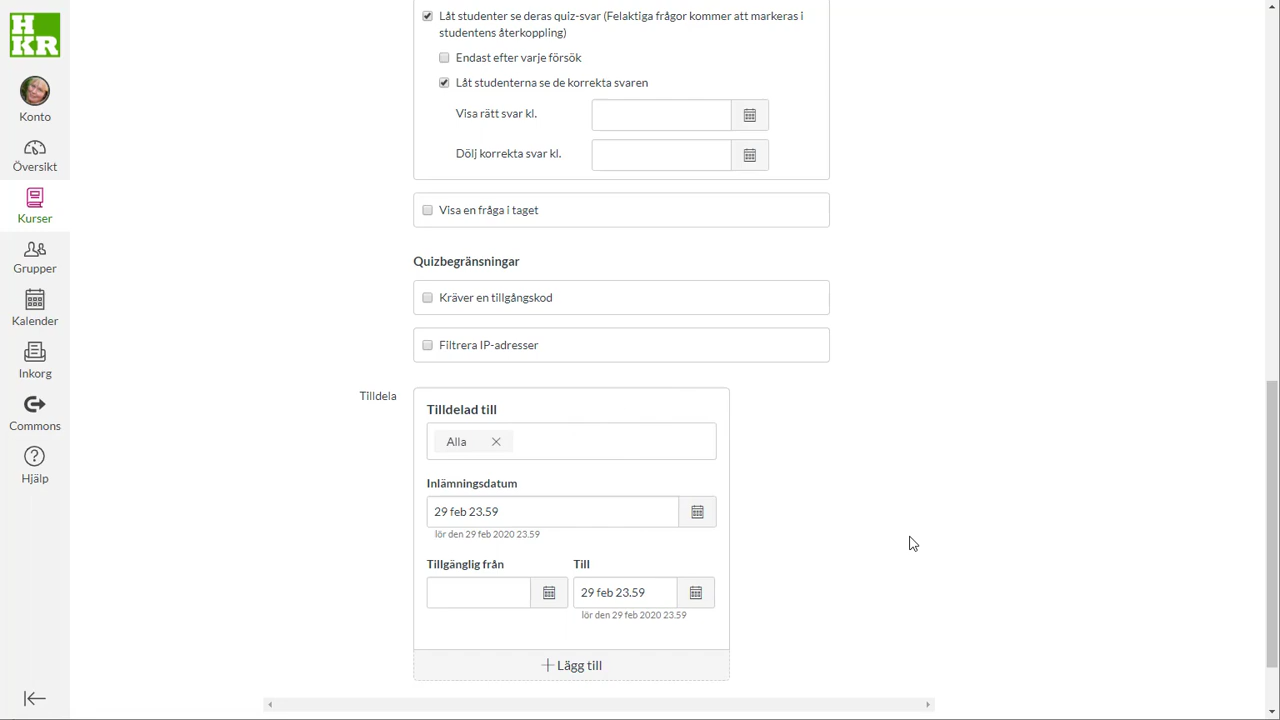 HKR
Konto
Översikt
Kurser
Grupper
Kalender
Inkorg
Commons
Hjälp
Låt studenter se deras quiz-svar (Felaktiga frågor kommer att markeras i
studentens återkoppling)
Endast efter varje försök
Låt studenterna se de korrekta svaren
Visa rätt svar kl.
Dölj korrekta svar kl.
Visa en fråga i taget
Quizbegränsningar
Kräver en tillgångskod
Filtrera IP-adresser
Tilldela
Tilldelad till
Alla
Inlämningsdatum
29 feb 23.59
lör den 29 feb 2020 23.59
Tillgänglig från Till
29 feb 23.59
lör den 29 feb 2020 23.59
Lägg till